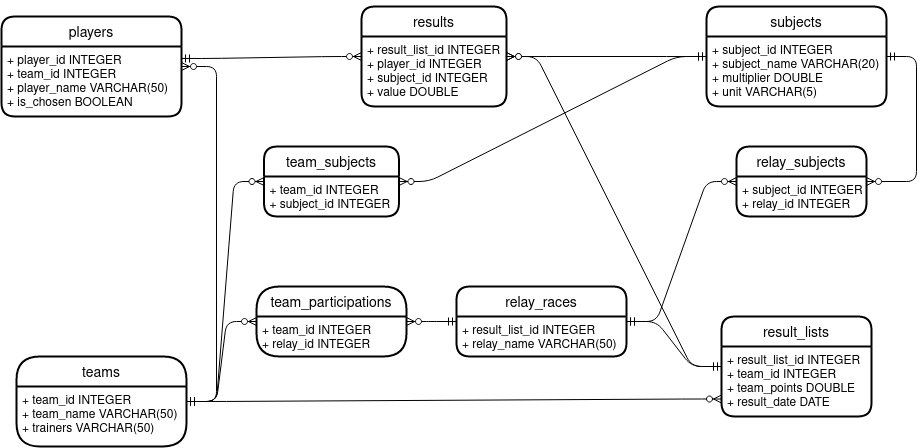 players
+ player_id INTEGER
+ team_id INTEGER
+ player_name VARCHAR(50)
+ is_chosen BOOLEAN
results
+ result_list_id INTEGER
+ player_id INTEGER
+ subject_id INTEGER
+ value DOUBLE
subjects
+ subject_id INTEGER
+ subject_name VARCHAR(20)
+ multiplier DOUBLE
+ unit VARCHAR(5)
team_subjects
+ team_id INTEGER
+ subject_id INTEGER
relay_subjects
+ subject_id INTEGER
+ relay_id INTEGER
team_participations
+ team_id INTEGER
+ relay_id INTEGER
relay_races
+ result_list_id INTEGER
+ relay_name VARCHAR(50)
result_lists
+ result_list_id INTEGER
+ team_id INTEGER
+ team_points DOUBLE
+ result_date DATE
teams
+ team_id INTEGER
+ team_name VARCHAR(50)
+ trainers VARCHAR(50)